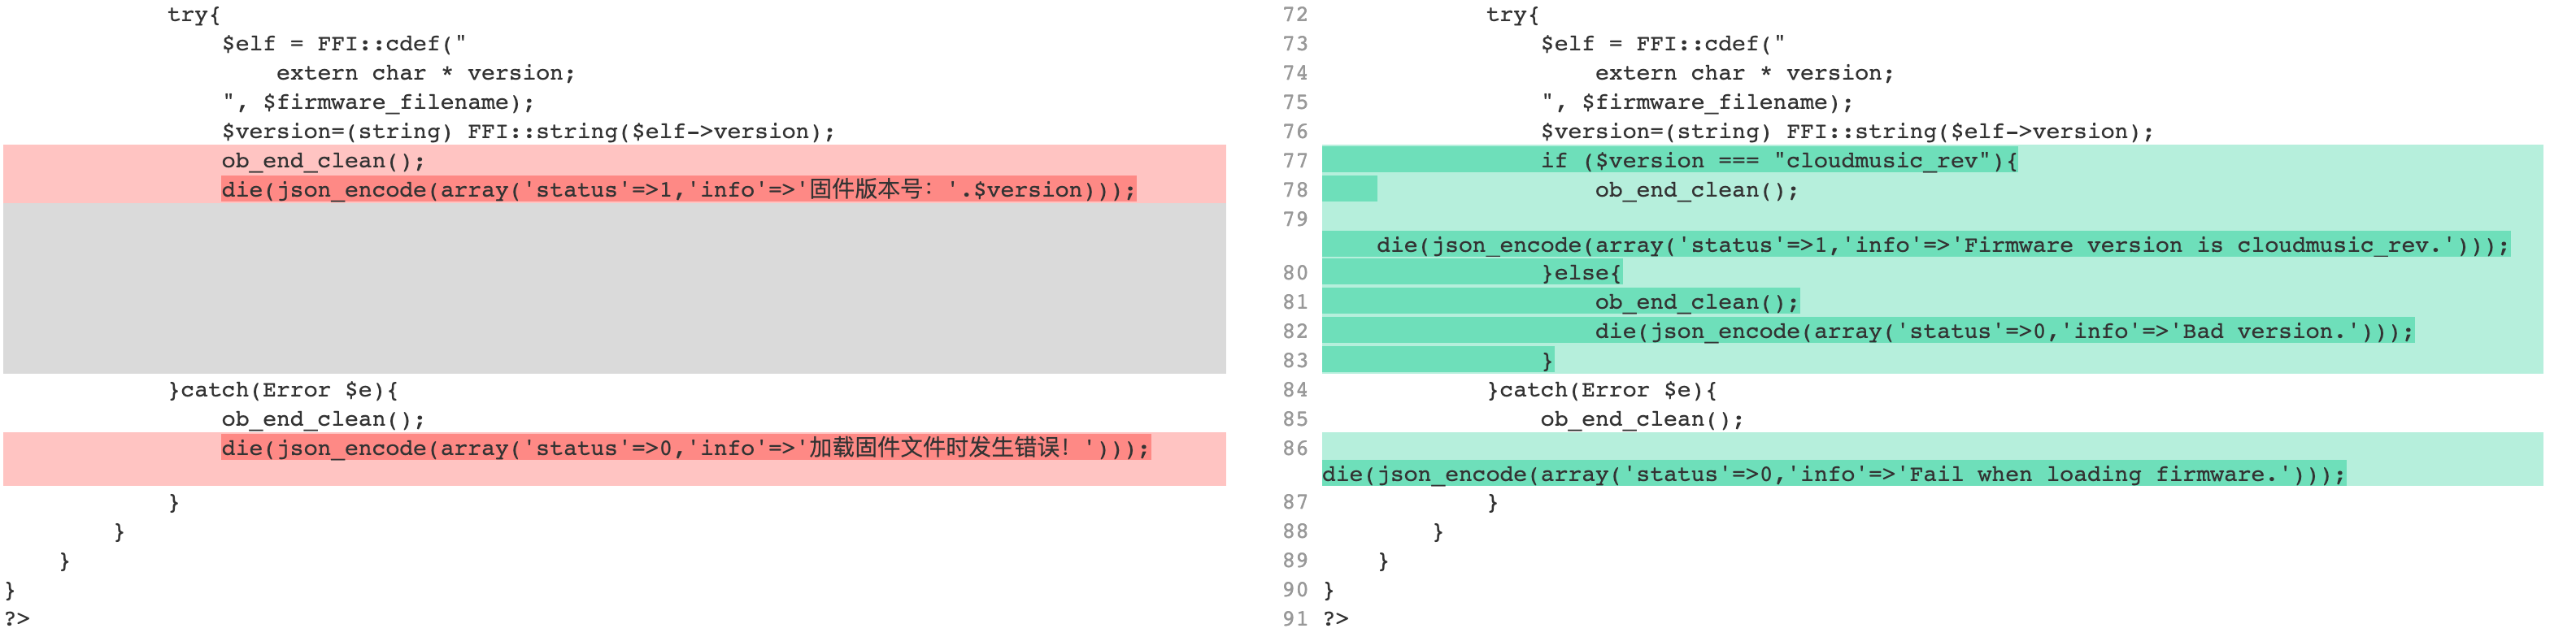 try{
$elf = FFI::cdef("
extern char * version;
", $firmware_filename);
$version=(string) FFI::string($elf->version);
ob_end_clean();
die(json_encode(array('status'=>1,'info'=>'固件版本号：'.$version)));
}catch(Error $e){
ob_end_clean();
die(json_encode(array('status'=>0,'info'=>'加载固件文件时发生错误！')));
}
}
}
}
?>
72 try{
73 $elf = FFI::cdef("
74 extern char * version;
75 ", $firmware_filename);
76 $version=(string) FFI::string($elf->version);
77 if ($version === "cloudmusic_rev"){
78 ob_end_clean();
79
die(json_encode(array('status'=>1,'info'=>'Firmware version is cloudmusic_rev.')));
80 }else{
81 ob_end_clean();
82 die(json_encode(array('status'=>0,'info'=>'Bad version.')));
83 }
84 }catch(Error $e){
85 ob_end_clean();
86
die(json_encode(array('status'=>0,'info'=>'Fail when loading firmware.')));
87 }
88 }
89 }
90 }
91 ?>